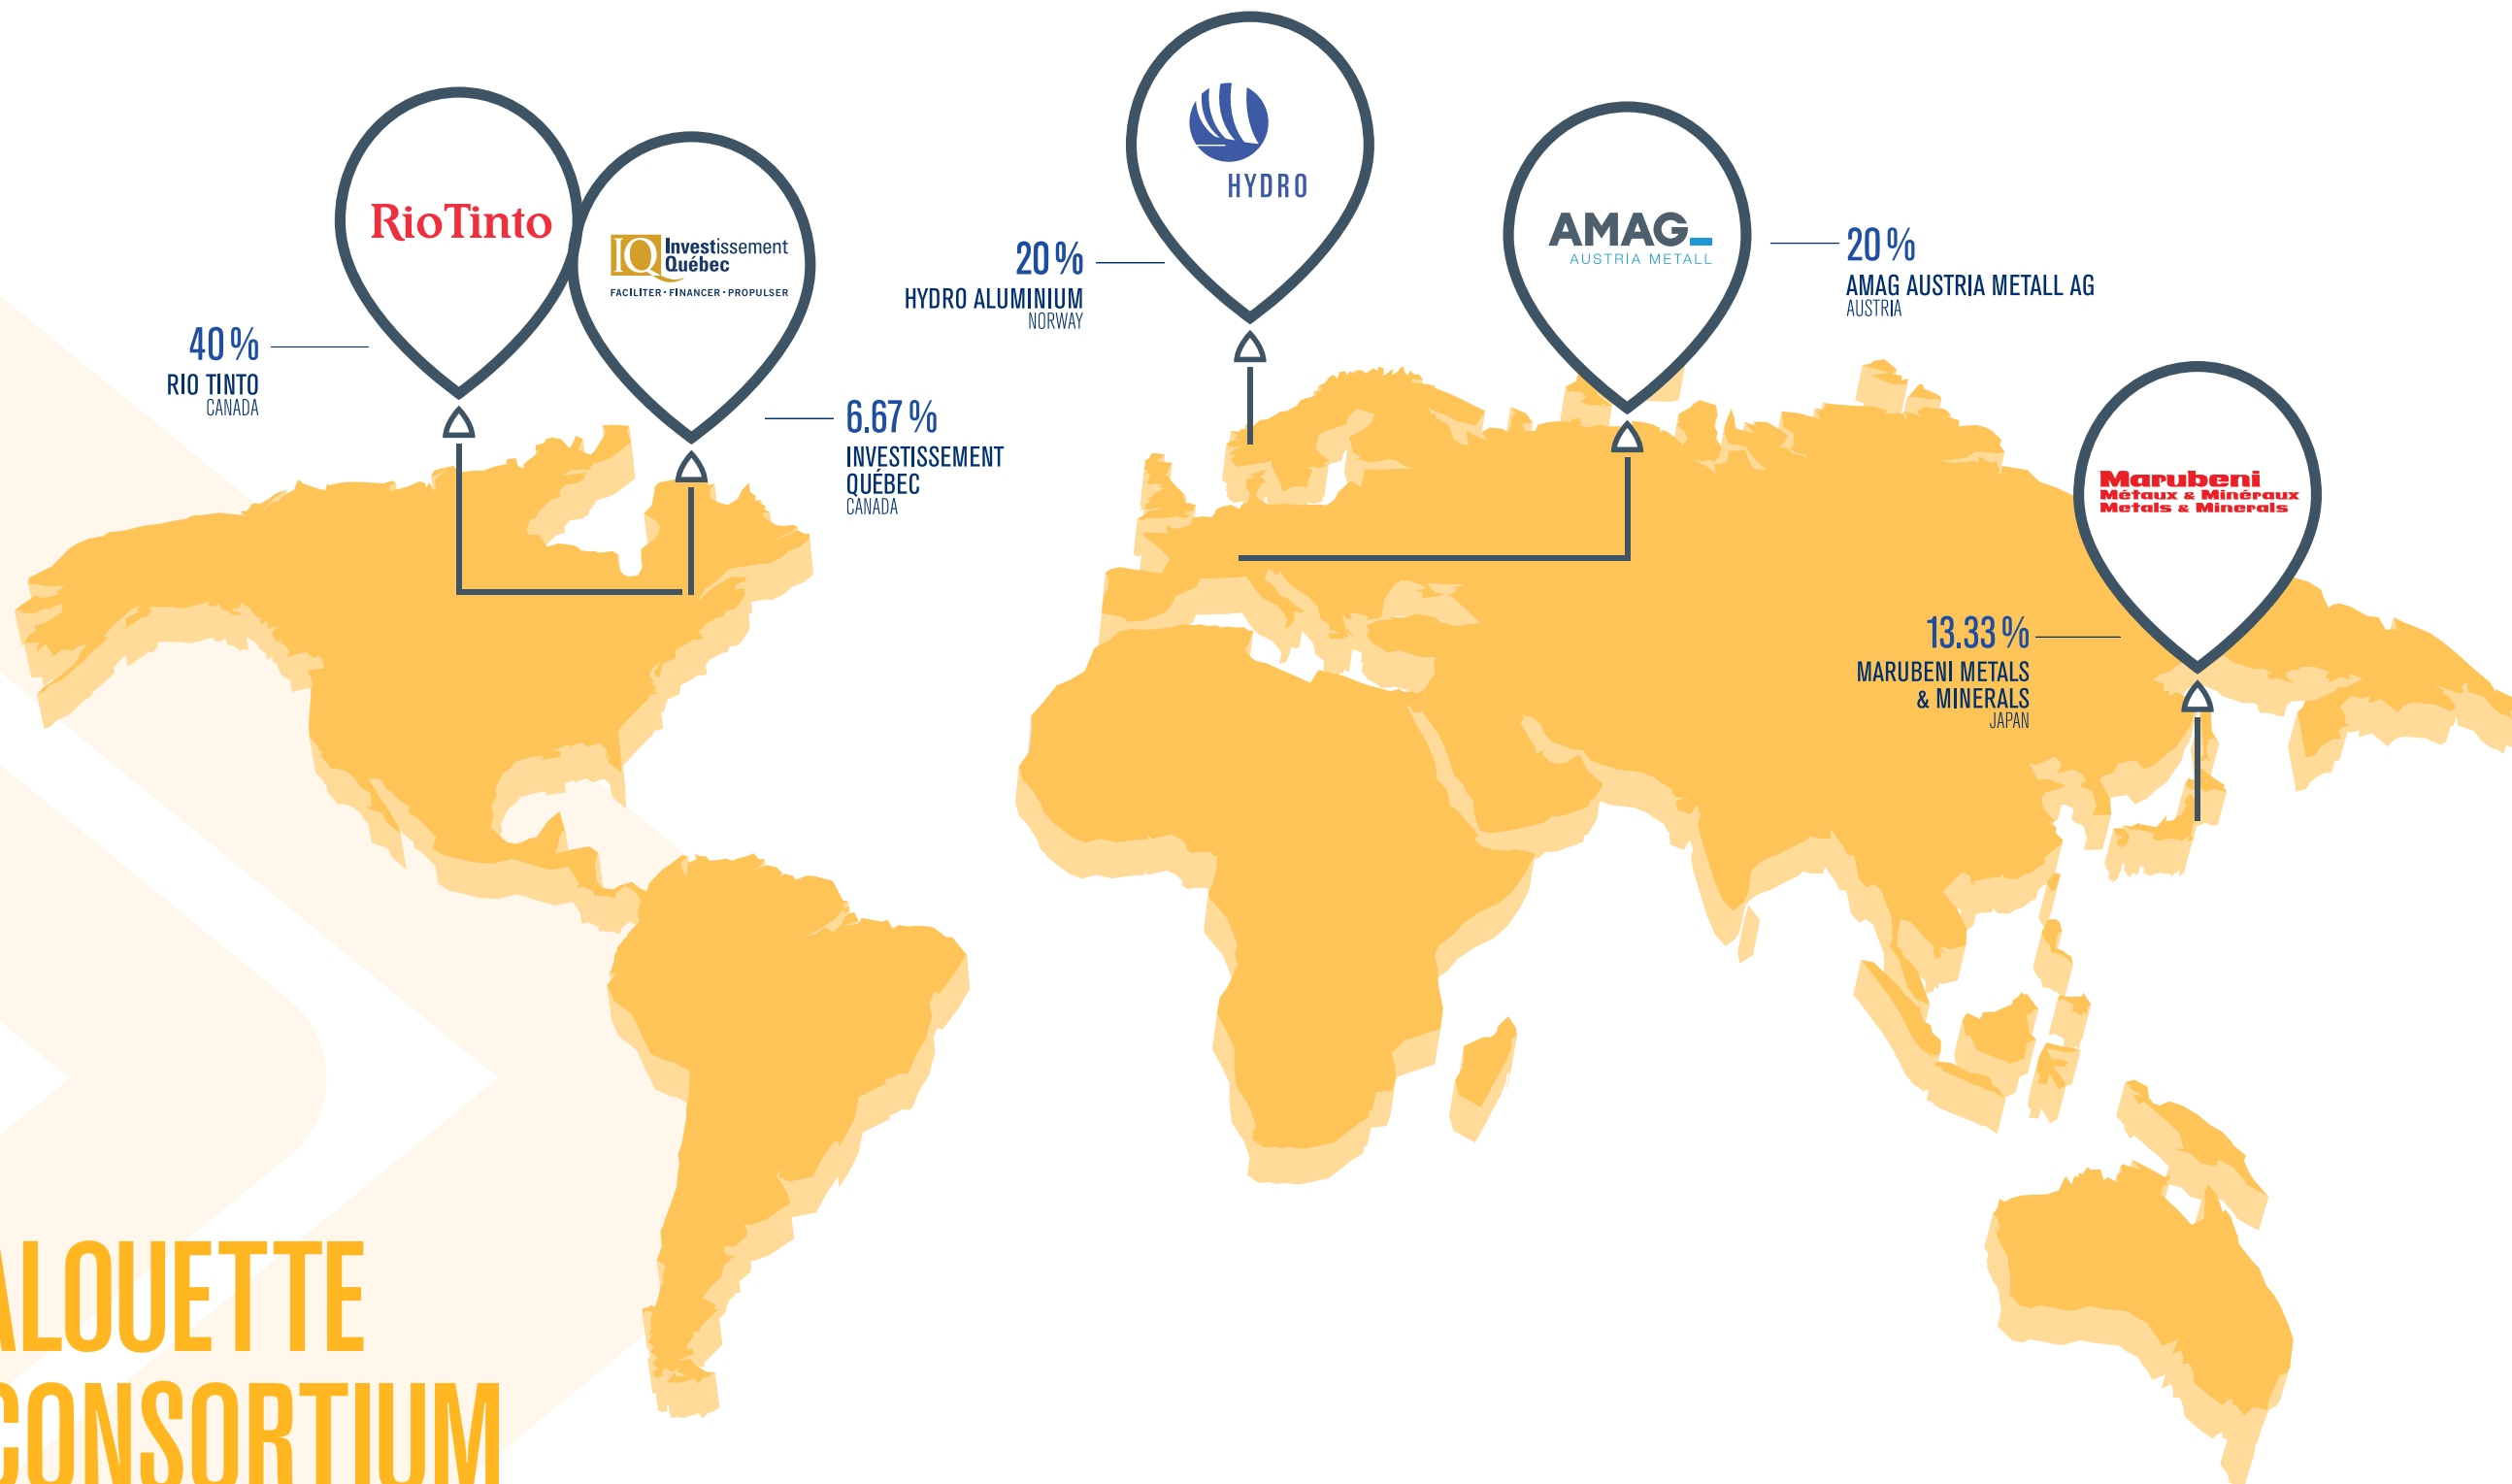 RioTinto
IQ Investissement
Québec
FACILITER · FINANCER · PROPULSER
HYDRO
AMAG
AUSTRIA METALL
40 %
RIO TINTO
CANADA
6.67 %
INVESTISSEMENT
QUÉBEC
CANADA
20 %
HYDRO ALUMINIUM
NORWAY
20 %
AMAG AUSTRIA METALL AG
AUSTRIA
Marubeni
Métaux & Minéraux
Metals & Minerals
13.33 %
MARUBENI METALS
& MINERALS
JAPAN
ALOUETTE
CONSORTIUM